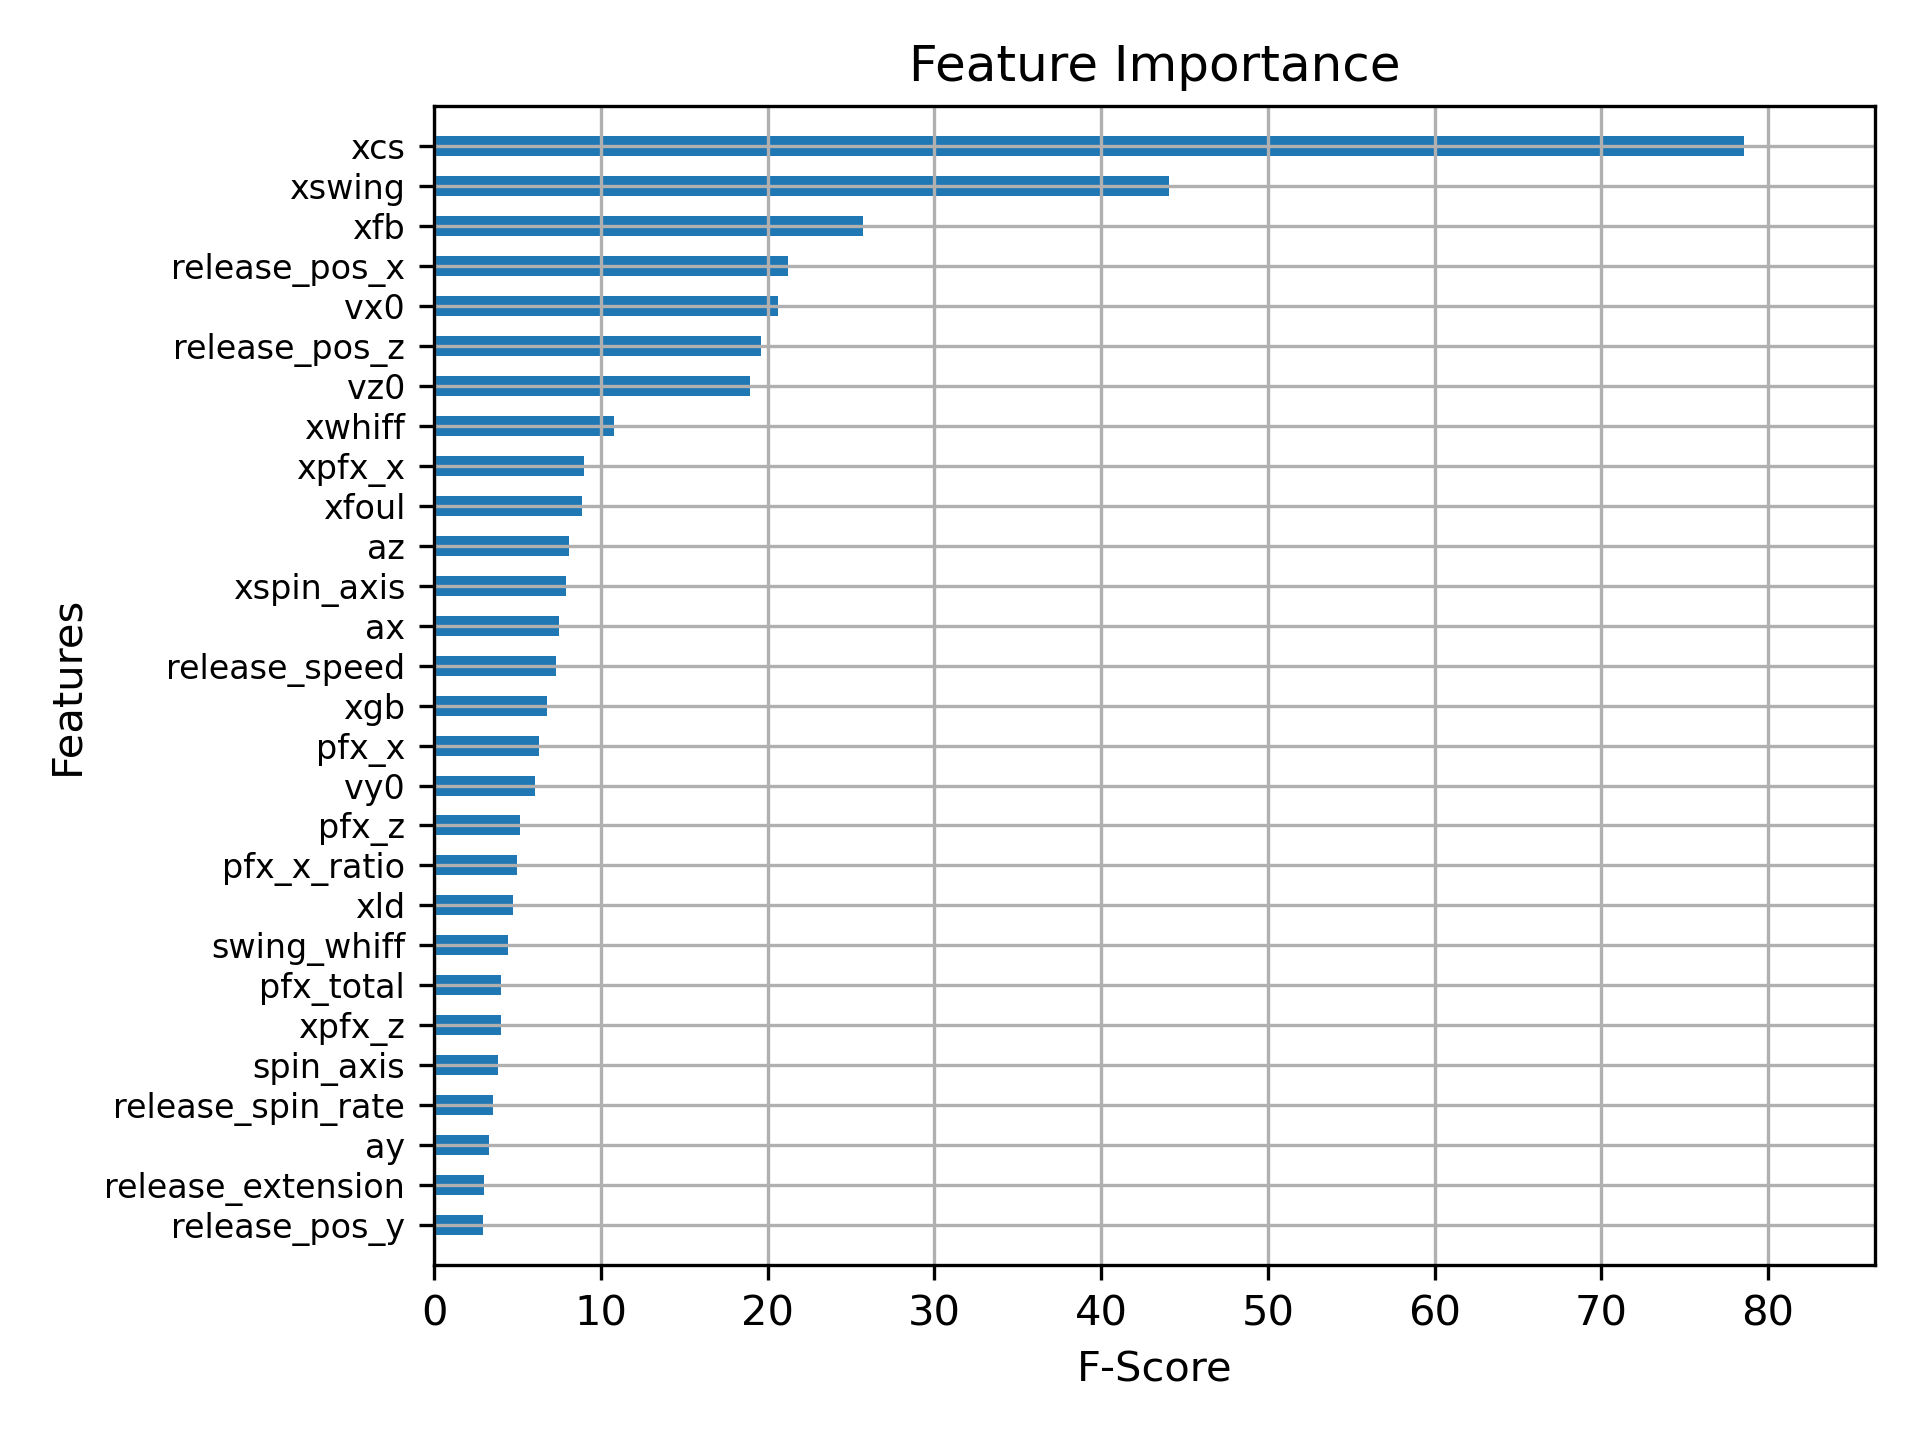 Feature Importance
xcs
xswing
xfb
release_pos_x
vx0
release_pos_z
vz0
xwhiff
xpfx_x
xfoul
az
xspin_axis
ax
release_speed
xgb
pfx_x
vy0
pfx_z
pfx_x_ratio
xld
swing_whiff
pfx_total
xpfx_z
spin_axis
release_spin_rate
ay
release_extension
release_pos_y
Features
0 10 20 30 40 50 60 70 80
F-Score